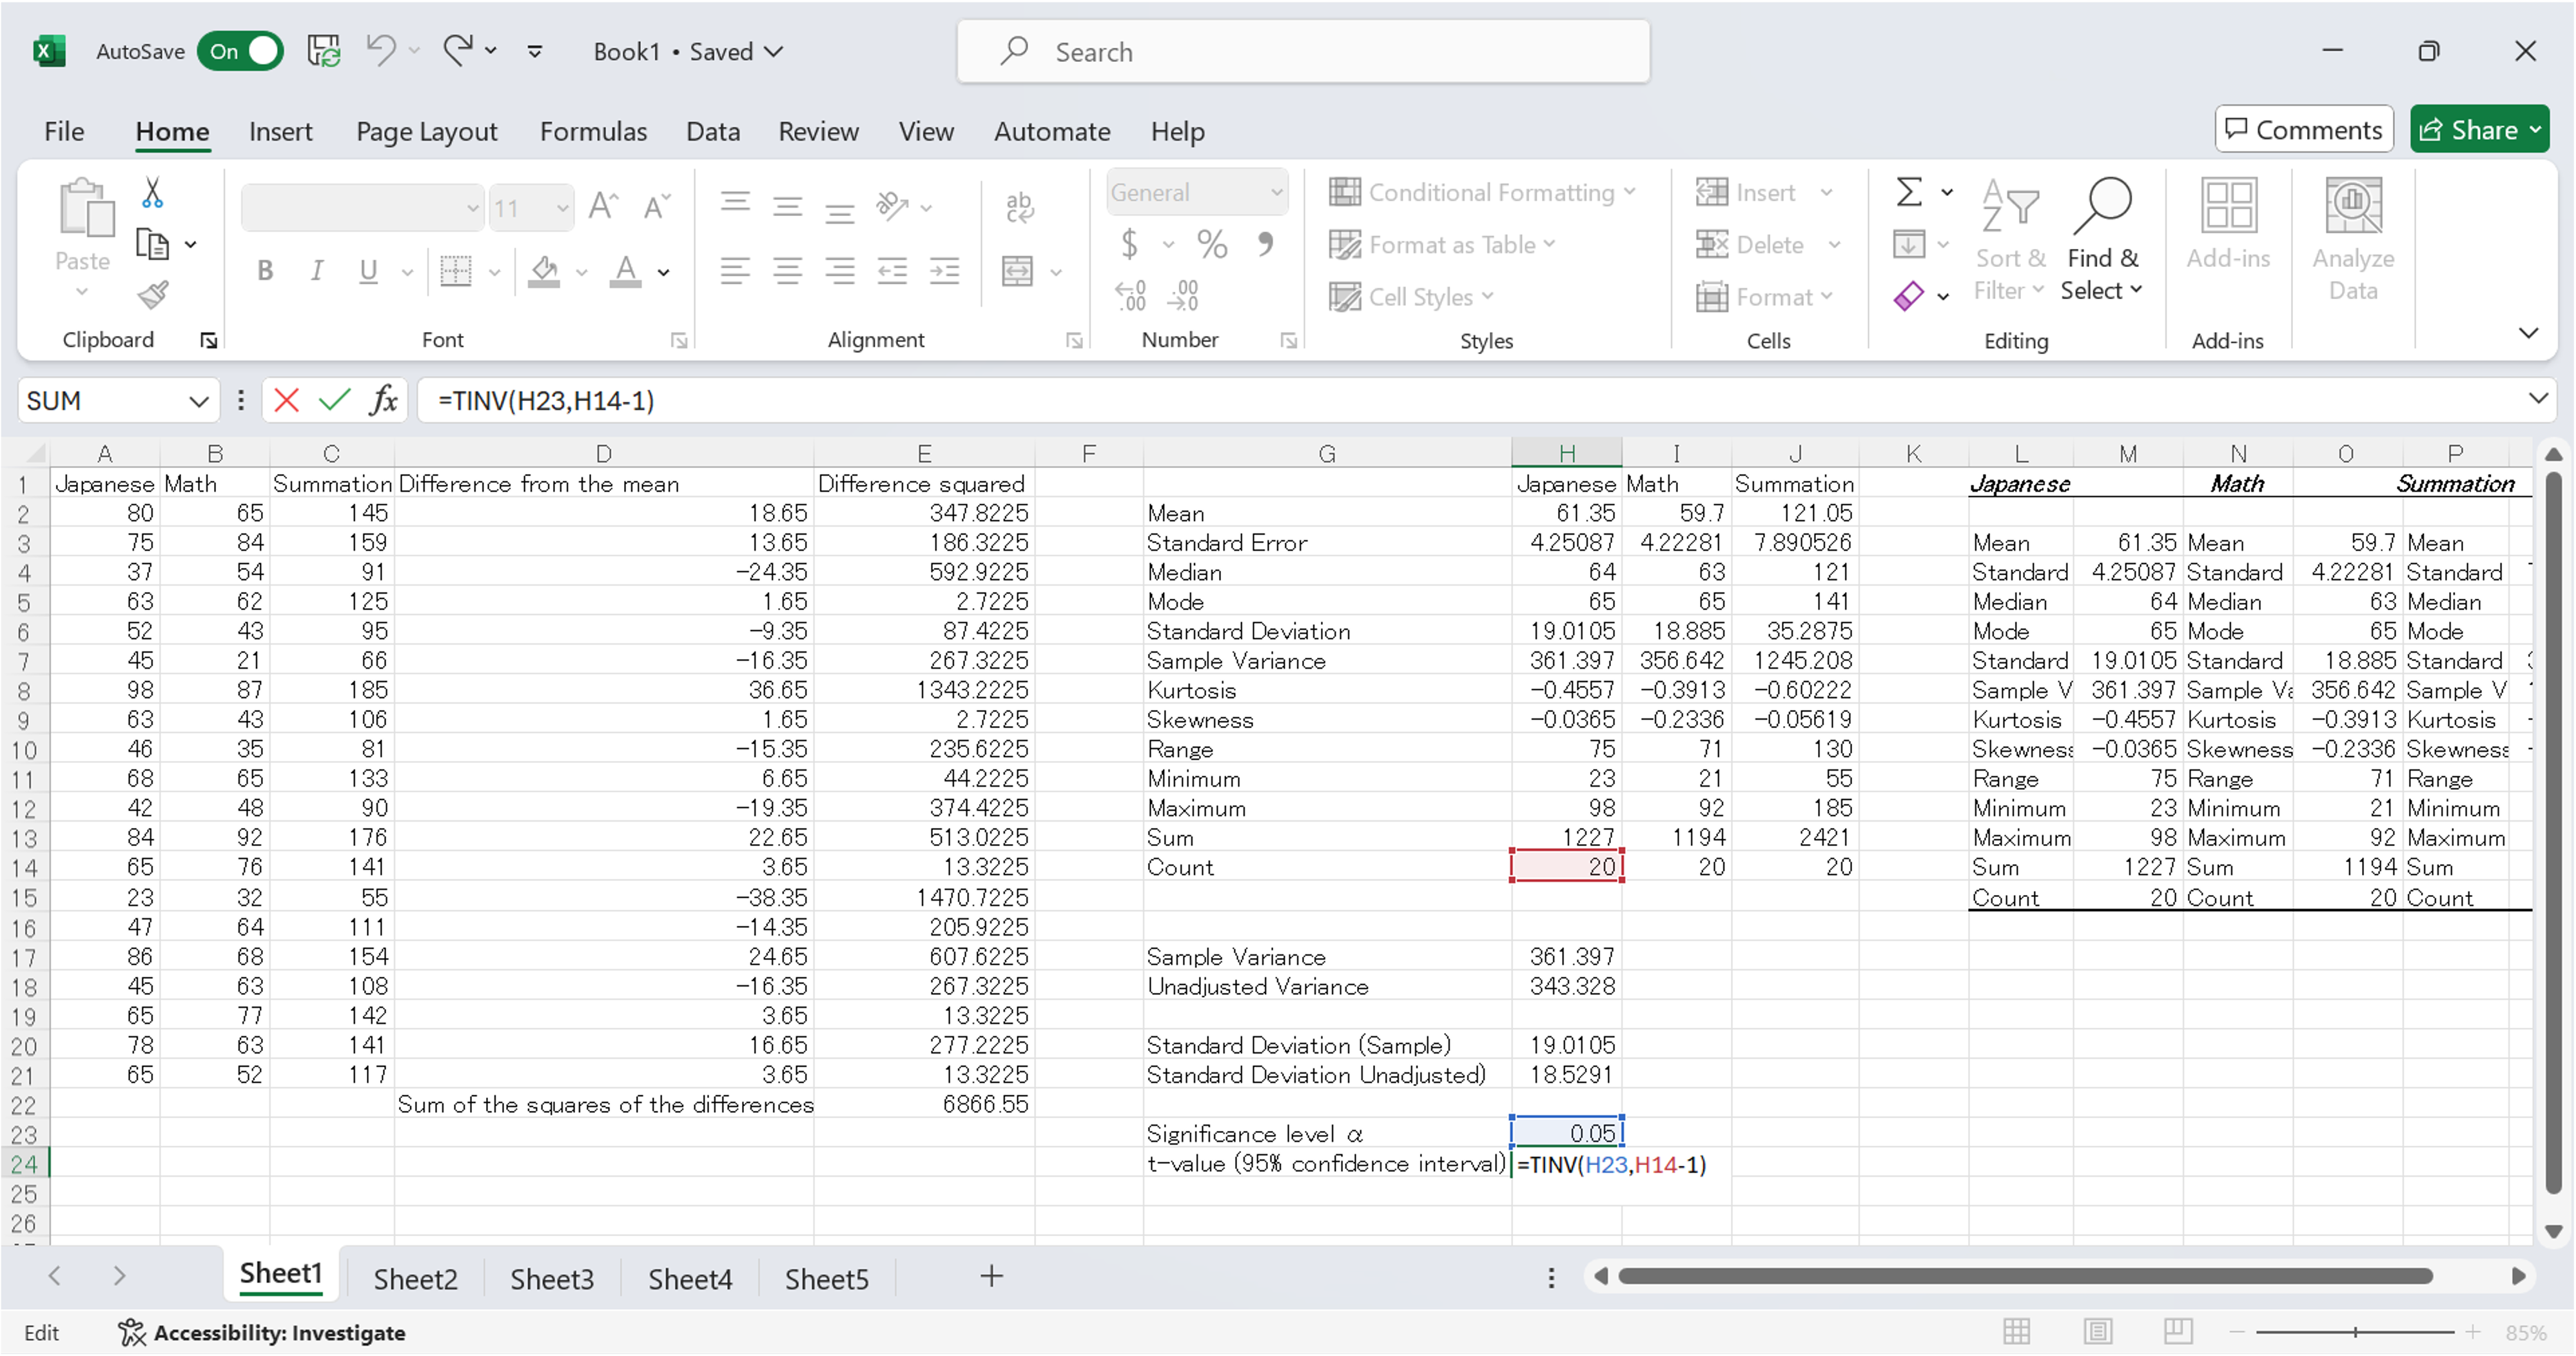 AutoSave On Book1 • Saved Search
File Home Insert Page Layout Formulas Data Review View Automate Help Comments Share
Paste 11 ab General Conditional Formatting Insert Sort & Filter Find & Select Add-ins Analyze Data
B I U A $ % Format as Table Delete
Cell Styles Format
Clipboard Font Alignment Number Styles Cells Editing Add-ins
SUM fx =TINV(H23,H14-1)
A B C D E F G H I J K L M N O P
1 Japanese Math Summation Difference from the mean Difference squared Japanese Math Summation Japanese Math Summation
2 80 65 145 18.65 347.8225 Mean 61.35 59.7 121.05
3 75 84 159 13.65 186.3225 Standard Error 4.25087 4.22281 7.890526 Mean 61.35 Mean 59.7 Mean
4 37 54 91 −24.35 592.9225 Median 64 63 121 Standard 4.25087 Standard 4.22281 Standard
5 63 62 125 1.65 2.7225 Mode 65 65 141 Median 64 Median 63 Median
6 52 43 95 −9.35 87.4225 Standard Deviation 19.0105 18.885 35.2875 Mode 65 Mode 65 Mode
7 45 21 66 −16.35 267.3225 Sample Variance 361.397 356.642 1245.208 Standard 19.0105 Standard 18.885 Standard
8 98 87 185 36.65 1343.2225 Kurtosis −0.4557 −0.3913 −0.60222 Sample V 361.397 Sample Va 356.642 Sample V
9 63 43 106 1.65 2.7225 Skewness −0.0365 −0.2336 −0.05619 Kurtosis −0.4557 Kurtosis −0.3913 Kurtosis
10 46 35 81 −15.35 235.6225 Range 75 71 130 Skewness −0.0365 Skewness −0.2336 Skewness
11 68 65 133 6.65 44.2225 Minimum 23 21 55 Range 75 Range 71 Range
12 42 48 90 −19.35 374.4225 Maximum 98 92 185 Minimum 23 Minimum 21 Minimum
13 84 92 176 22.65 513.0225 Sum 1227 1194 2421 Maximum 98 Maximum 92 Maximum
14 65 76 141 3.65 13.3225 Count 20 20 20 Sum 1227 Sum 1194 Sum
15 23 32 55 −38.35 1470.7225 Count 20 Count 20 Count
16 47 64 111 −14.35 205.9225
17 86 68 154 24.65 607.6225 Sample Variance 361.397
18 45 63 108 −16.35 267.3225 Unadjusted Variance 343.328
19 65 77 142 3.65 13.3225
20 78 63 141 16.65 277.2225 Standard Deviation (Sample) 19.0105
21 65 52 117 3.65 13.3225 Standard Deviation Unadjusted) 18.5291
22 Sum of the squares of the differences 6866.55
23 Significance level α 0.05
24 t-value (95% confidence interval) =TINV(H23,H14-1)
25
26
Sheet1 Sheet2 Sheet3 Sheet4 Sheet5
Edit Accessibility: Investigate 85%